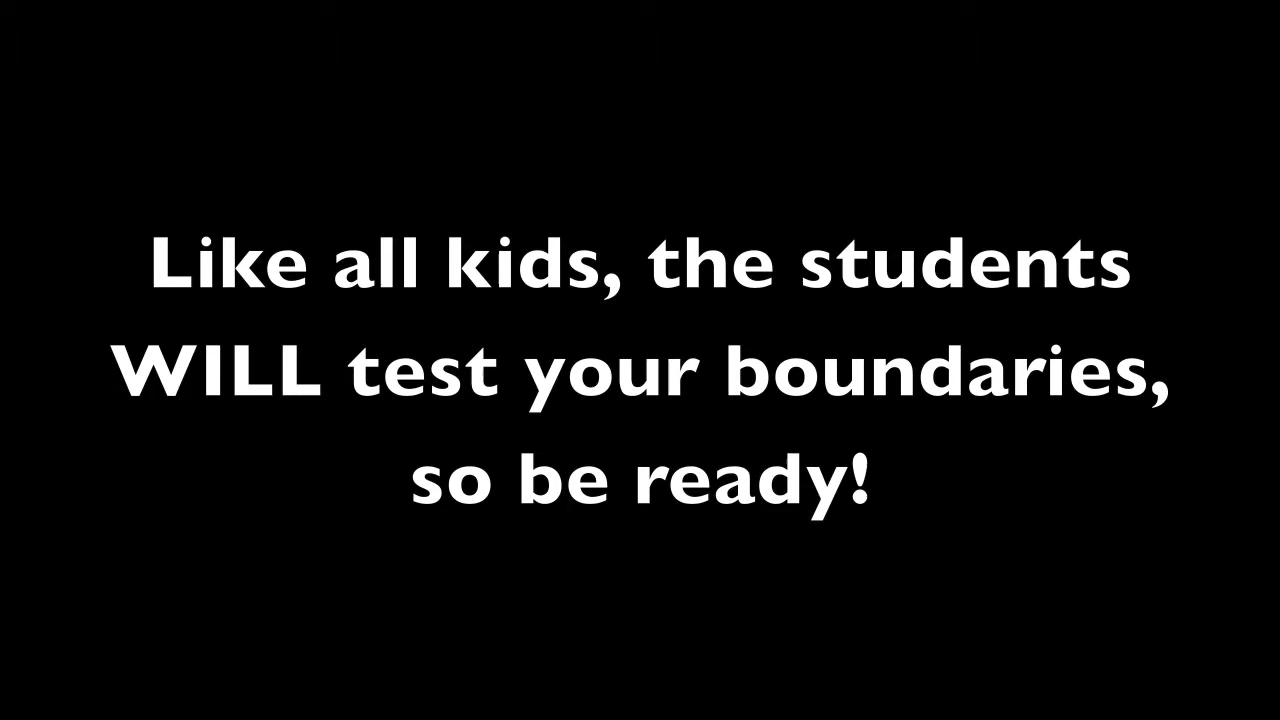 Like all kids, the students
WILL test your boundaries,
so be ready!